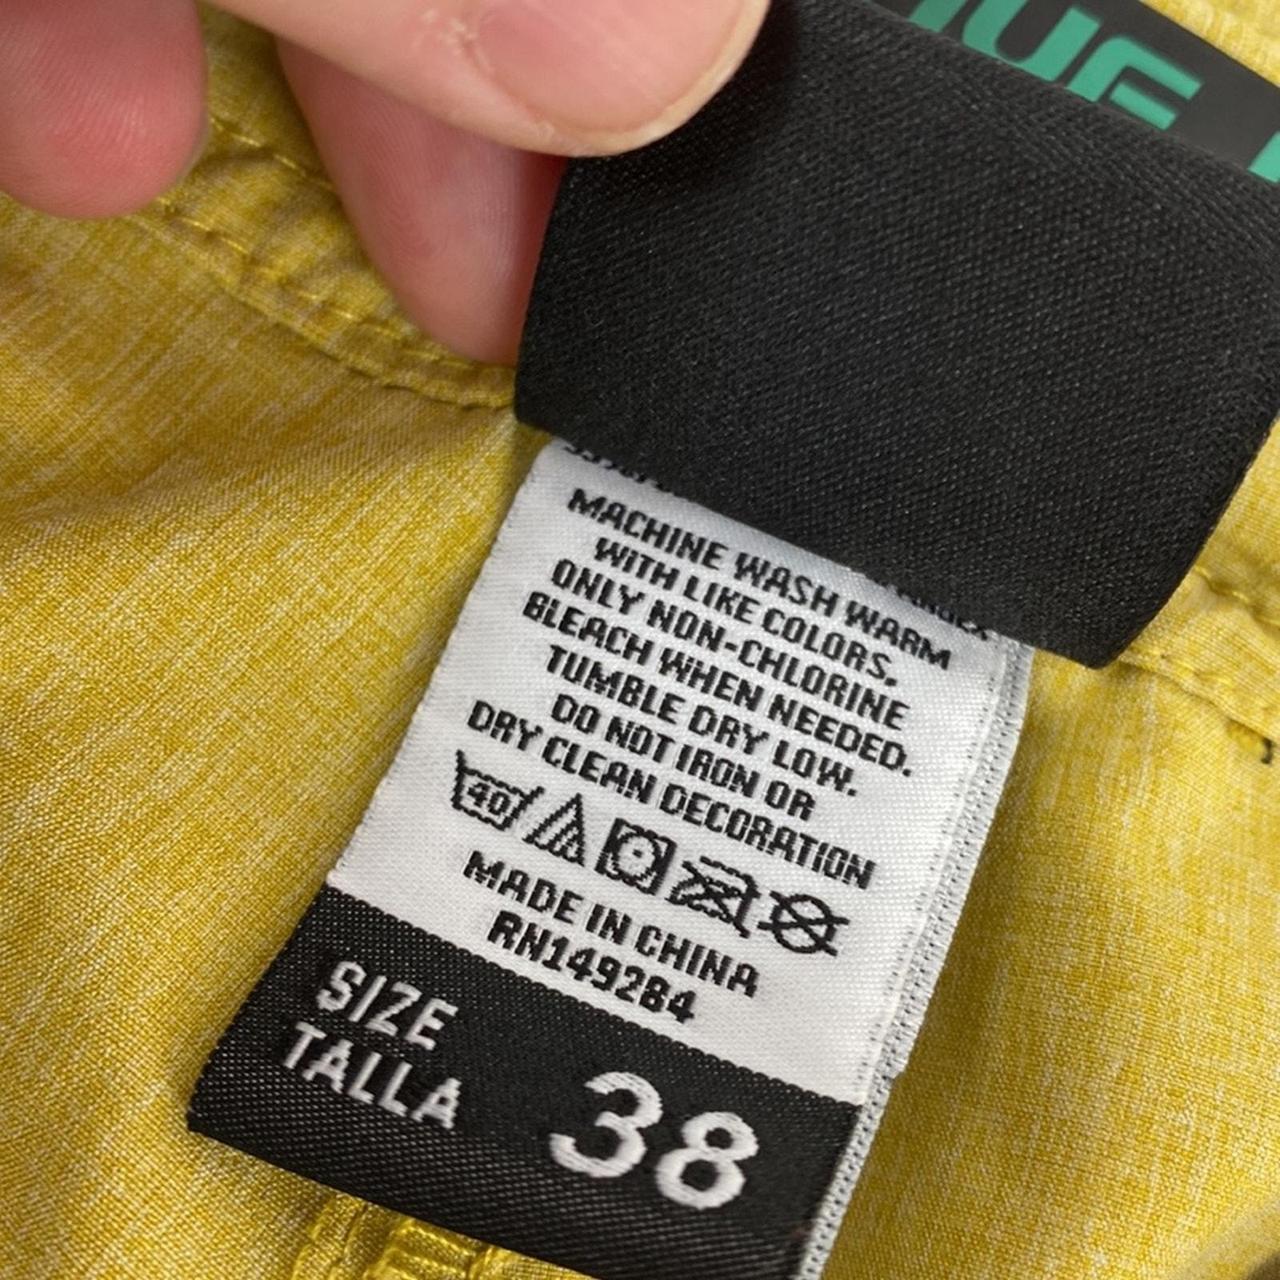 MACHINE WASH WARM
WITH LIKE COLORS,
ONLY NON-CHLORINE
BLEACH WHEN NEEDED.
TUMBLE DRY LOW.
DO NOT IRON OR
DRY CLEAN DECORATION
40
MADE IN CHINA
RN149284
SIZE
TALLA
38